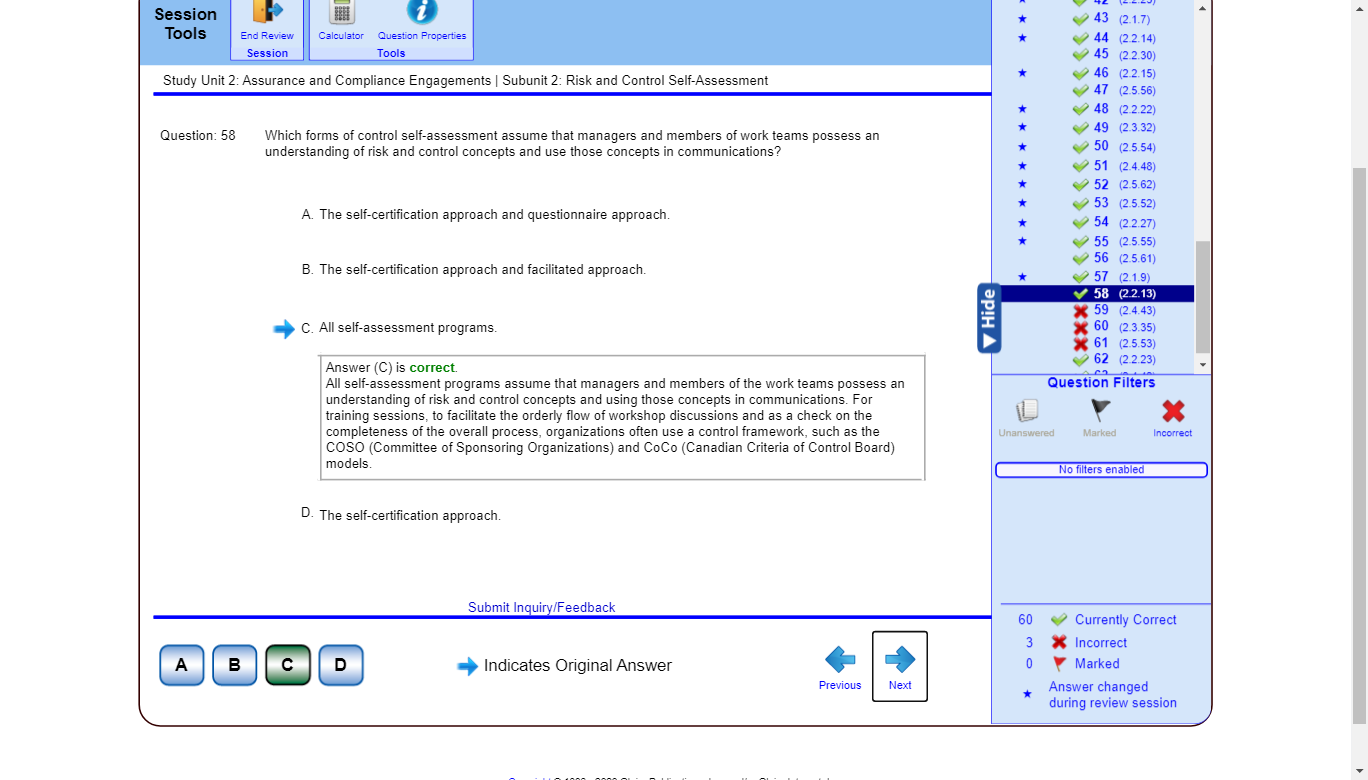 Session
Tools
End Review
Session
Calculator
Question Properties
Tools
Study Unit 2: Assurance and Compliance Engagements | Subunit 2: Risk and Control Self-Assessment
Question: 58
Which forms of control self-assessment assume that managers and members of work teams possess an
understanding of risk and control concepts and use those concepts in communications?
A. The self-certification approach and questionnaire approach.
B. The self-certification approach and facilitated approach.
C. All self-assessment programs.
Answer (C) is correct.
All self-assessment programs assume that managers and members of the work teams possess an
understanding of risk and control concepts and using those concepts in communications. For
training sessions, to facilitate the orderly flow of workshop discussions and as a check on the
completeness of the overall process, organizations often use a control framework, such as the
COSO (Committee of Sponsoring Organizations) and CoCo (Canadian Criteria of Control Board)
models.
D. The self-certification approach.
Submit Inquiry/Feedback
A
B
C
D
Indicates Original Answer
Previous
Next
43 (2.1.7)
44 (2.2.14)
45 (2.2.30)
46 (2.2.15)
47 (2.5.56)
48 (2.2.22)
49 (2.3.32)
50 (2.5.54)
51 (2.4.48)
52 (2.5.62)
53 (2.5.52)
54 (2.2.27)
55 (2.5.55)
56 (2.5.61)
57 (2.1.9)
58 (2.2.13)
59 (2.4.43)
60 (2.3.35)
61 (2.5.53)
62 (2.2.23)
Hide
Question Filters
Unanswered
Marked
Incorrect
No filters enabled
60 Currently Correct
3 Incorrect
0 Marked
Answer changed
during review session